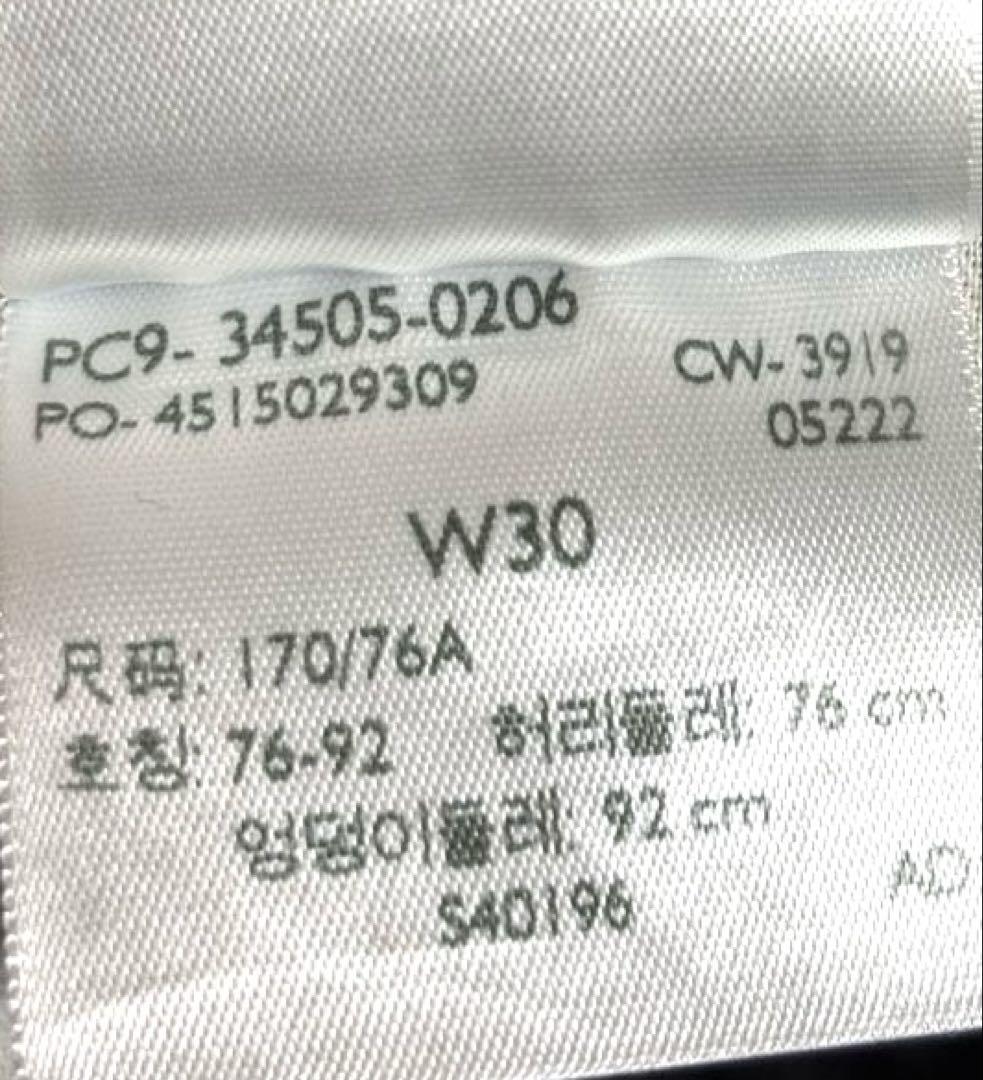 PC9- 34505-0206
PO- 4515029309
CW- 3919
05222
W30
尺码: 170/76A
호칭: 76-92 허리둘레: 76 cm
엉덩이둘레: 92 cm
S40196